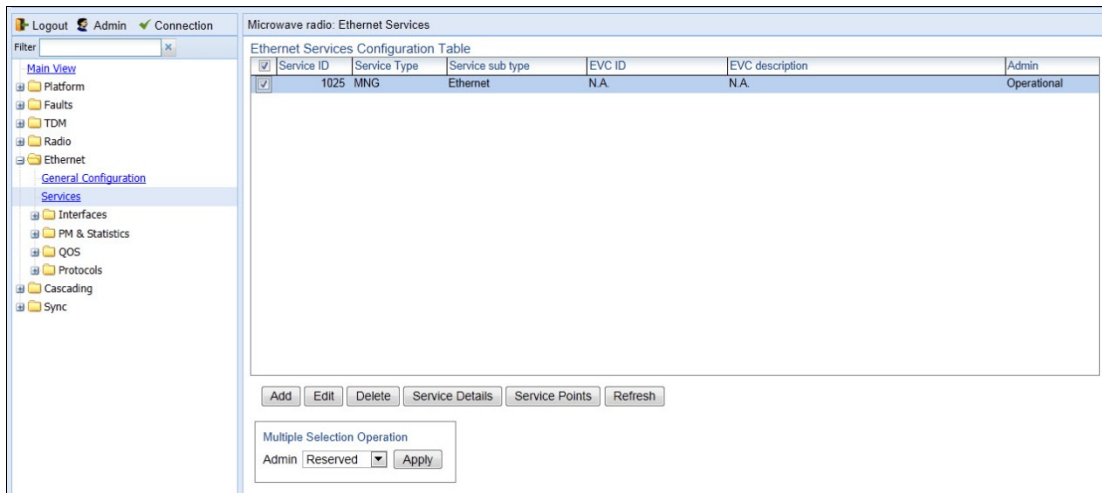 Logout Admin Connection
Filter
Main View
Platform
Faults
TDM
Radio
Ethernet
General Configuration
Services
Interfaces
PM & Statistics
QOS
Protocols
Cascading
Sync
Microwave radio: Ethernet Services
Ethernet Services Configuration Table
Service ID Service Type Service sub type EVC ID EVC description Admin
1025 MNG Ethernet N.A. N.A. Operational
Add Edit Delete Service Details Service Points Refresh
Multiple Selection Operation
Admin Reserved Apply